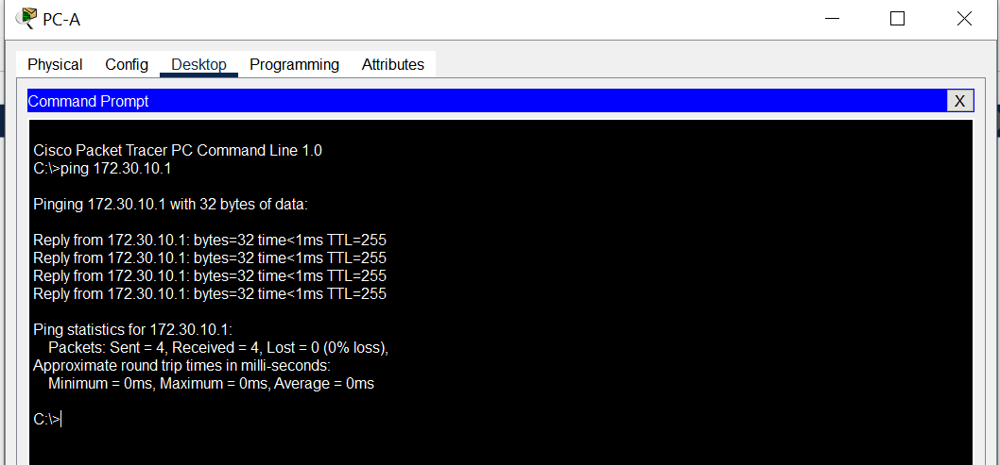 PC-A
Physical Config Desktop Programming Attributes
Command Prompt
X
Cisco Packet Tracer PC Command Line 1.0
C:\>ping 172.30.10.1
Pinging 172.30.10.1 with 32 bytes of data:
Reply from 172.30.10.1: bytes=32 time<1ms TTL=255
Reply from 172.30.10.1: bytes=32 time<1ms TTL=255
Reply from 172.30.10.1: bytes=32 time<1ms TTL=255
Reply from 172.30.10.1: bytes=32 time<1ms TTL=255
Ping statistics for 172.30.10.1:
Packets: Sent = 4, Received = 4, Lost = 0 (0% loss),
Approximate round trip times in milli-seconds:
Minimum = 0ms, Maximum = 0ms, Average = 0ms
C:\>